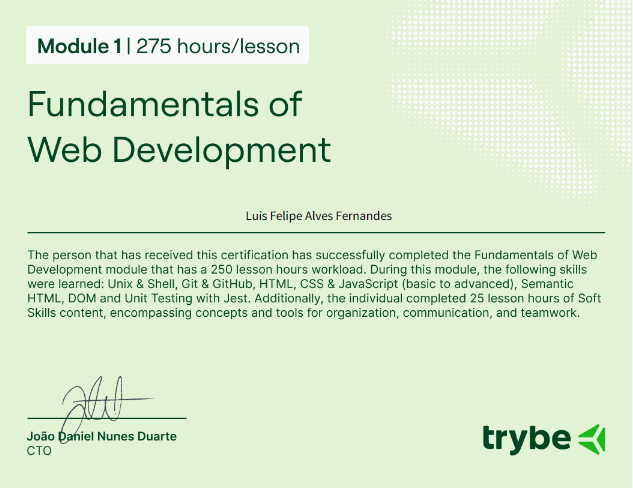 Module 1 | 275 hours/lesson
Fundamentals of
Web Development
Luis Felipe Alves Fernandes
The person that has received this certification has successfully completed the Fundamentals of Web
Development module that has a 250 lesson hours workload. During this module, the following skills
were learned: Unix & Shell, Git & GitHub, HTML, CSS & JavaScript (basic to advanced), Semantic
HTML, DOM and Unit Testing with Jest. Additionally, the individual completed 25 lesson hours of Soft
Skills content, encompassing concepts and tools for organization, communication, and teamwork.
João Daniel Nunes Duarte
CTO
trybe